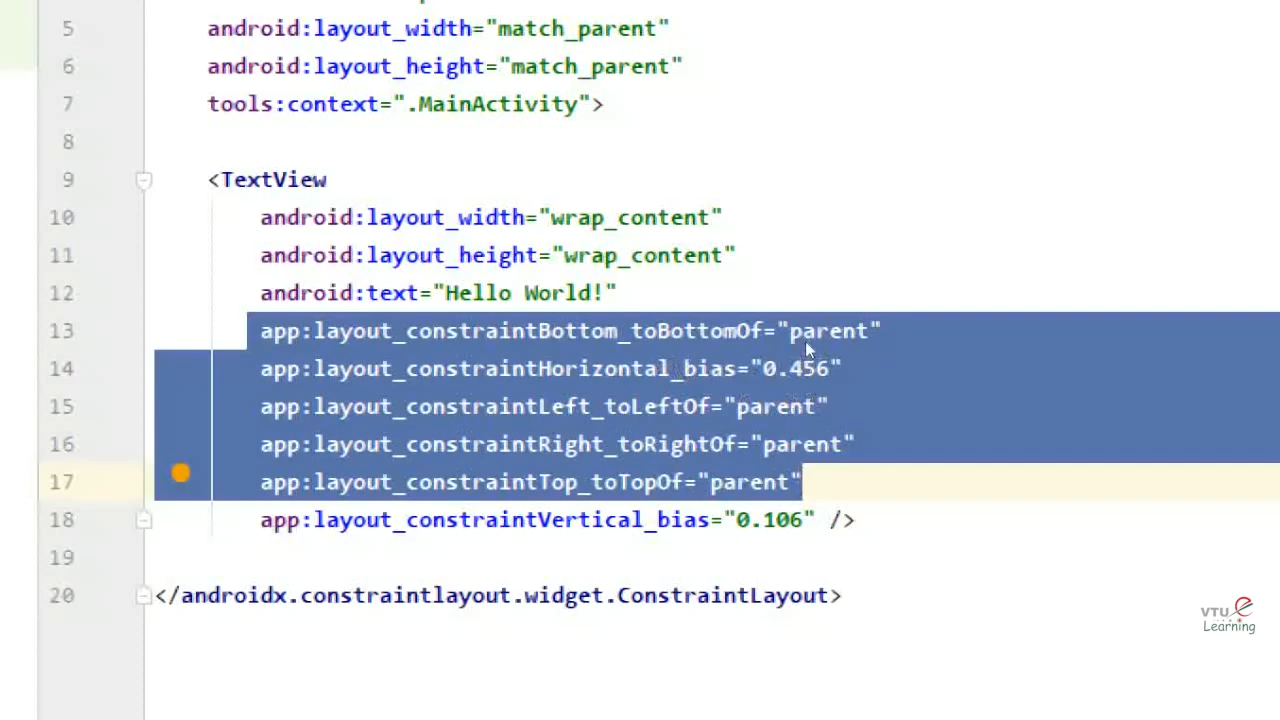 5 android:layout_width="match_parent"
6 android:layout_height="match_parent"
7 tools:context=".MainActivity">
8
9 <TextView
10 android:layout_width="wrap_content"
11 android:layout_height="wrap_content"
12 android:text="Hello World!"
13 app:layout_constraintBottom_toBottomOf="parent"
14 app:layout_constraintHorizontal_bias="0.456"
15 app:layout_constraintLeft_toLeftOf="parent"
16 app:layout_constraintRight_toRightOf="parent"
17 app:layout_constraintTop_toTopOf="parent"
18 app:layout_constraintVertical_bias="0.106" />
19
20 </androidx.constraintlayout.widget.ConstraintLayout>
VTU e
Learning